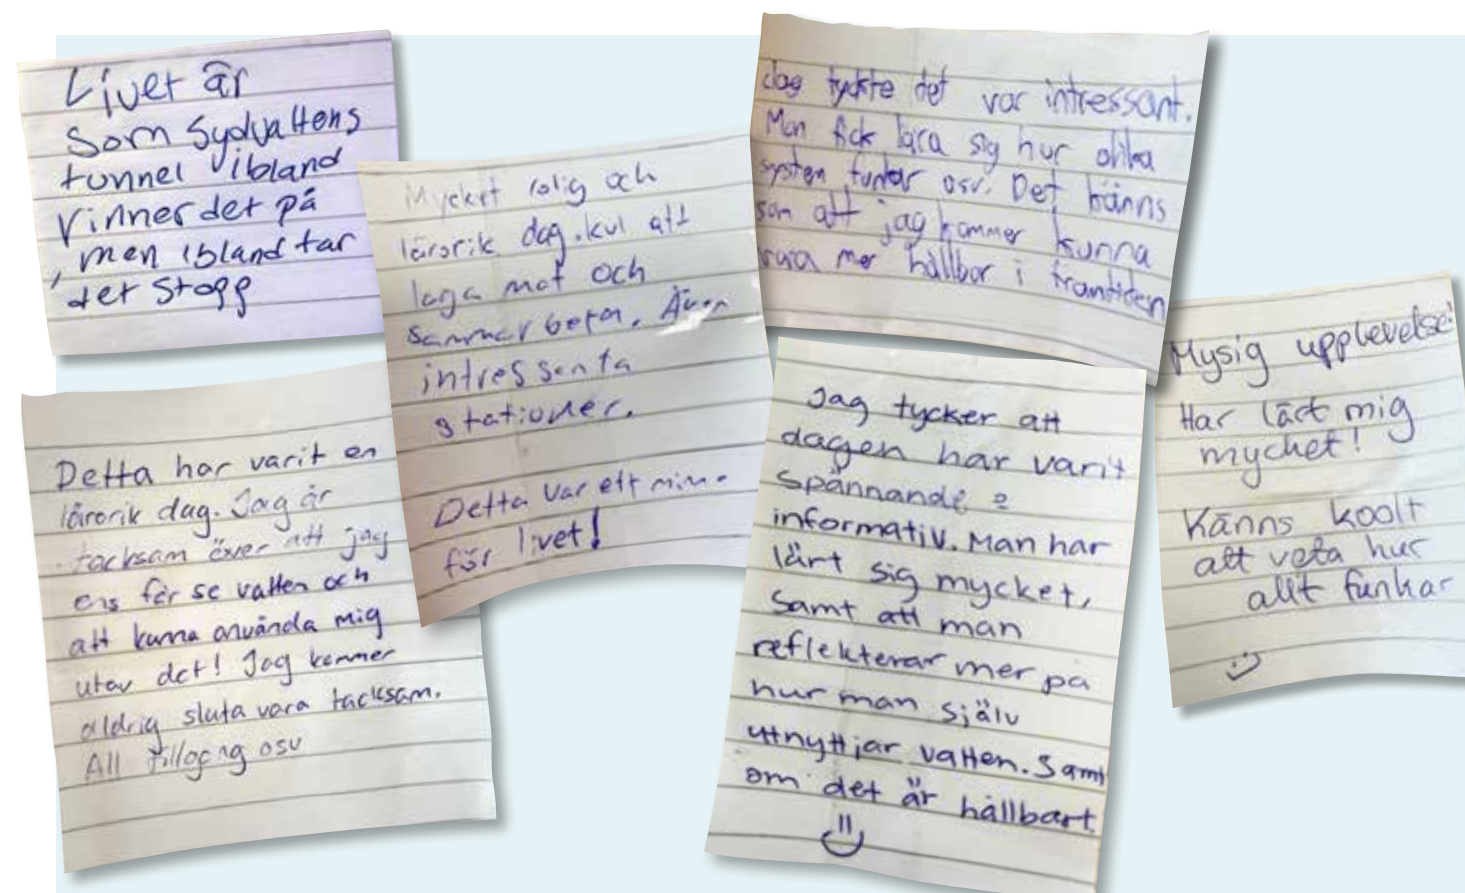 Livet är
Som Sydvattens
tunnel ibland
rinner det på
, men ibland tar
det stopp
Mycket rolig och
lärorik dag. kul att
laga mat och
sammarbeta. Även
intressanta
stationer.
Detta var ett minne
för livet!
Jag tyckte det var intressant.
Man fick lära sig hur olika
system funkar osv. Det känns
som att jag kommer kunna
vara mer hållbar i framtiden
Detta har varit en
lärorik dag. Jag är
tacksam över att jag
ens får se vatten och
att kunna använda mig
utav det! Jag kommer
aldrig sluta vara tacksam.
All tillgång osv
Jag tycker att
dagen har varit
spännande &
informativ. Man har
lärt sig mycket,
samt att man
reflekterar mer på
hur man själv
uttnyttjar vatten. Samt
om det är hållbart
Mysig upplevelse!
Har lärt mig
mycket!
Känns koolt
att veta hur
allt funkar
:)